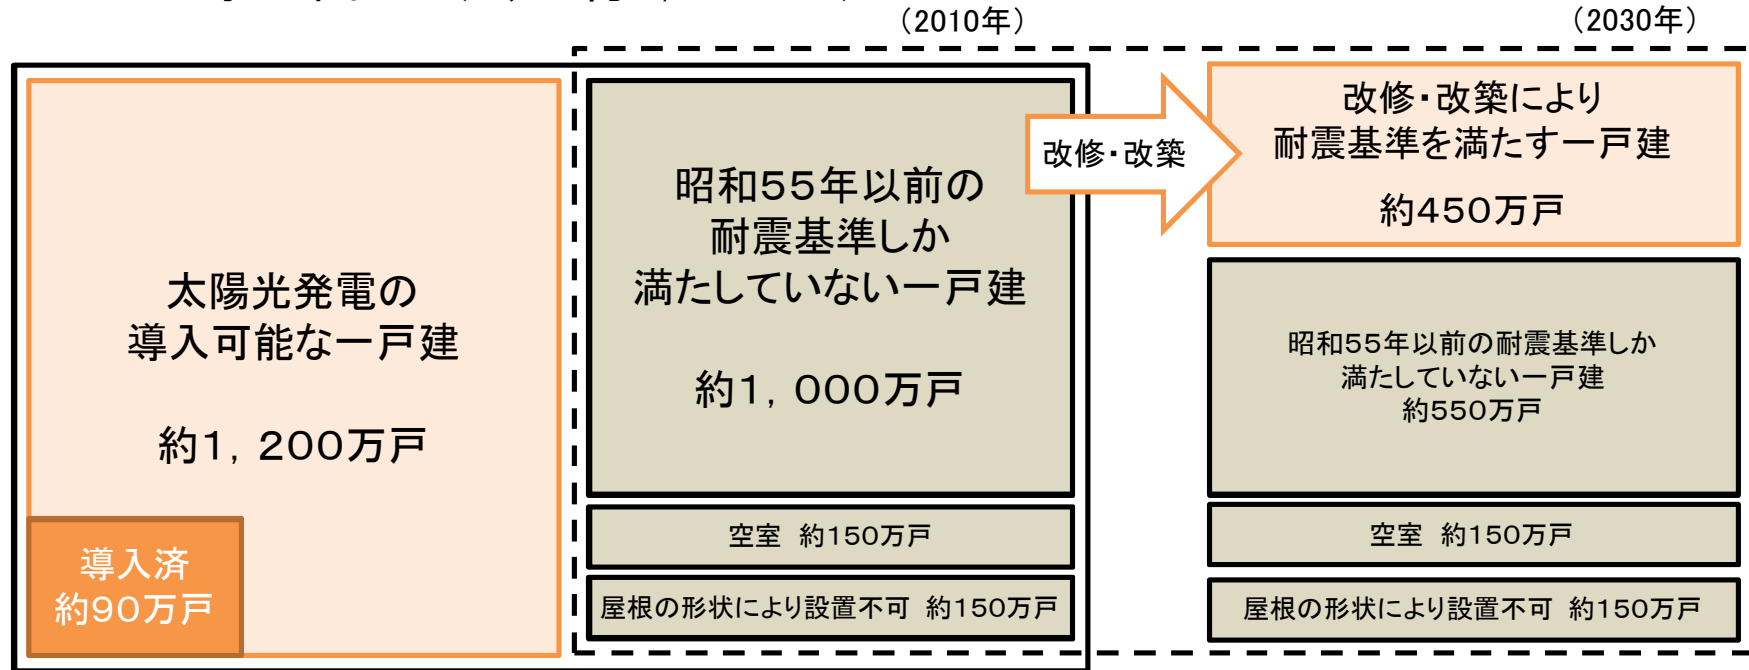 （2010年）
（2030年）
太陽光発電の
導入可能な一戸建
約1，200万戸
導入済
約90万戸
昭和55年以前の
耐震基準しか
満たしていない一戸建
約1，000万戸
空室　約150万戸
屋根の形状により設置不可　約150万戸
改修・改築
改修・改築により
耐震基準を満たす一戸建
約450万戸
昭和55年以前の耐震基準しか
満たしていない一戸建
約550万戸
空室　約150万戸
屋根の形状により設置不可　約150万戸